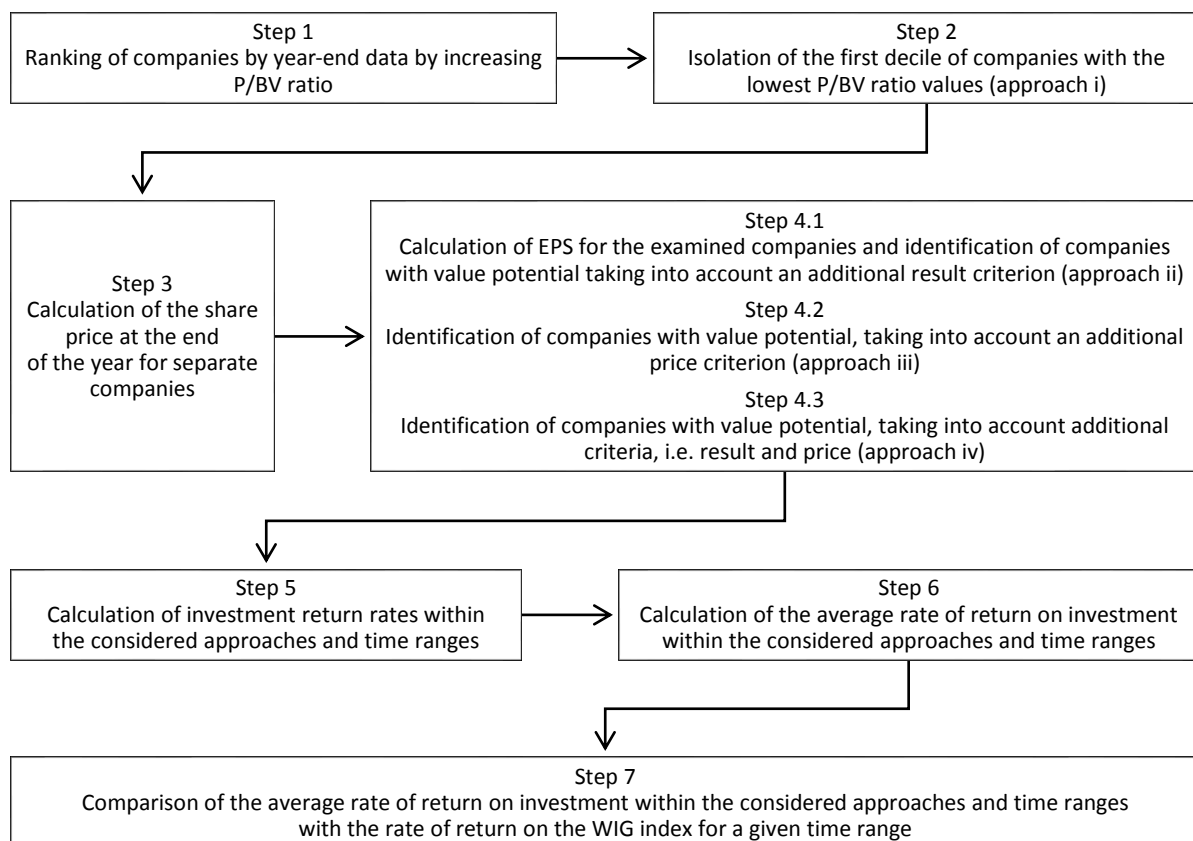 Step 1
Ranking of companies by year-end data by increasing
P/BV ratio
Step 2
Isolation of the first decile of companies with the
lowest P/BV ratio values (approach i)
Step 3
Calculation of the share
price at the end
of the year for separate
companies
Step 4.1
Calculation of EPS for the examined companies and identification of companies
with value potential taking into account an additional result criterion (approach ii)
Step 4.2
Identification of companies with value potential, taking into account an additional
price criterion (approach iii)
Step 4.3
Identification of companies with value potential, taking into account additional
criteria, i.e. result and price (approach iv)
Step 5
Calculation of investment return rates within
the considered approaches and time ranges
Step 6
Calculation of the average rate of return on investment
within the considered approaches and time ranges
Step 7
Comparison of the average rate of return on investment within the considered approaches and time ranges
with the rate of return on the WIG index for a given time range